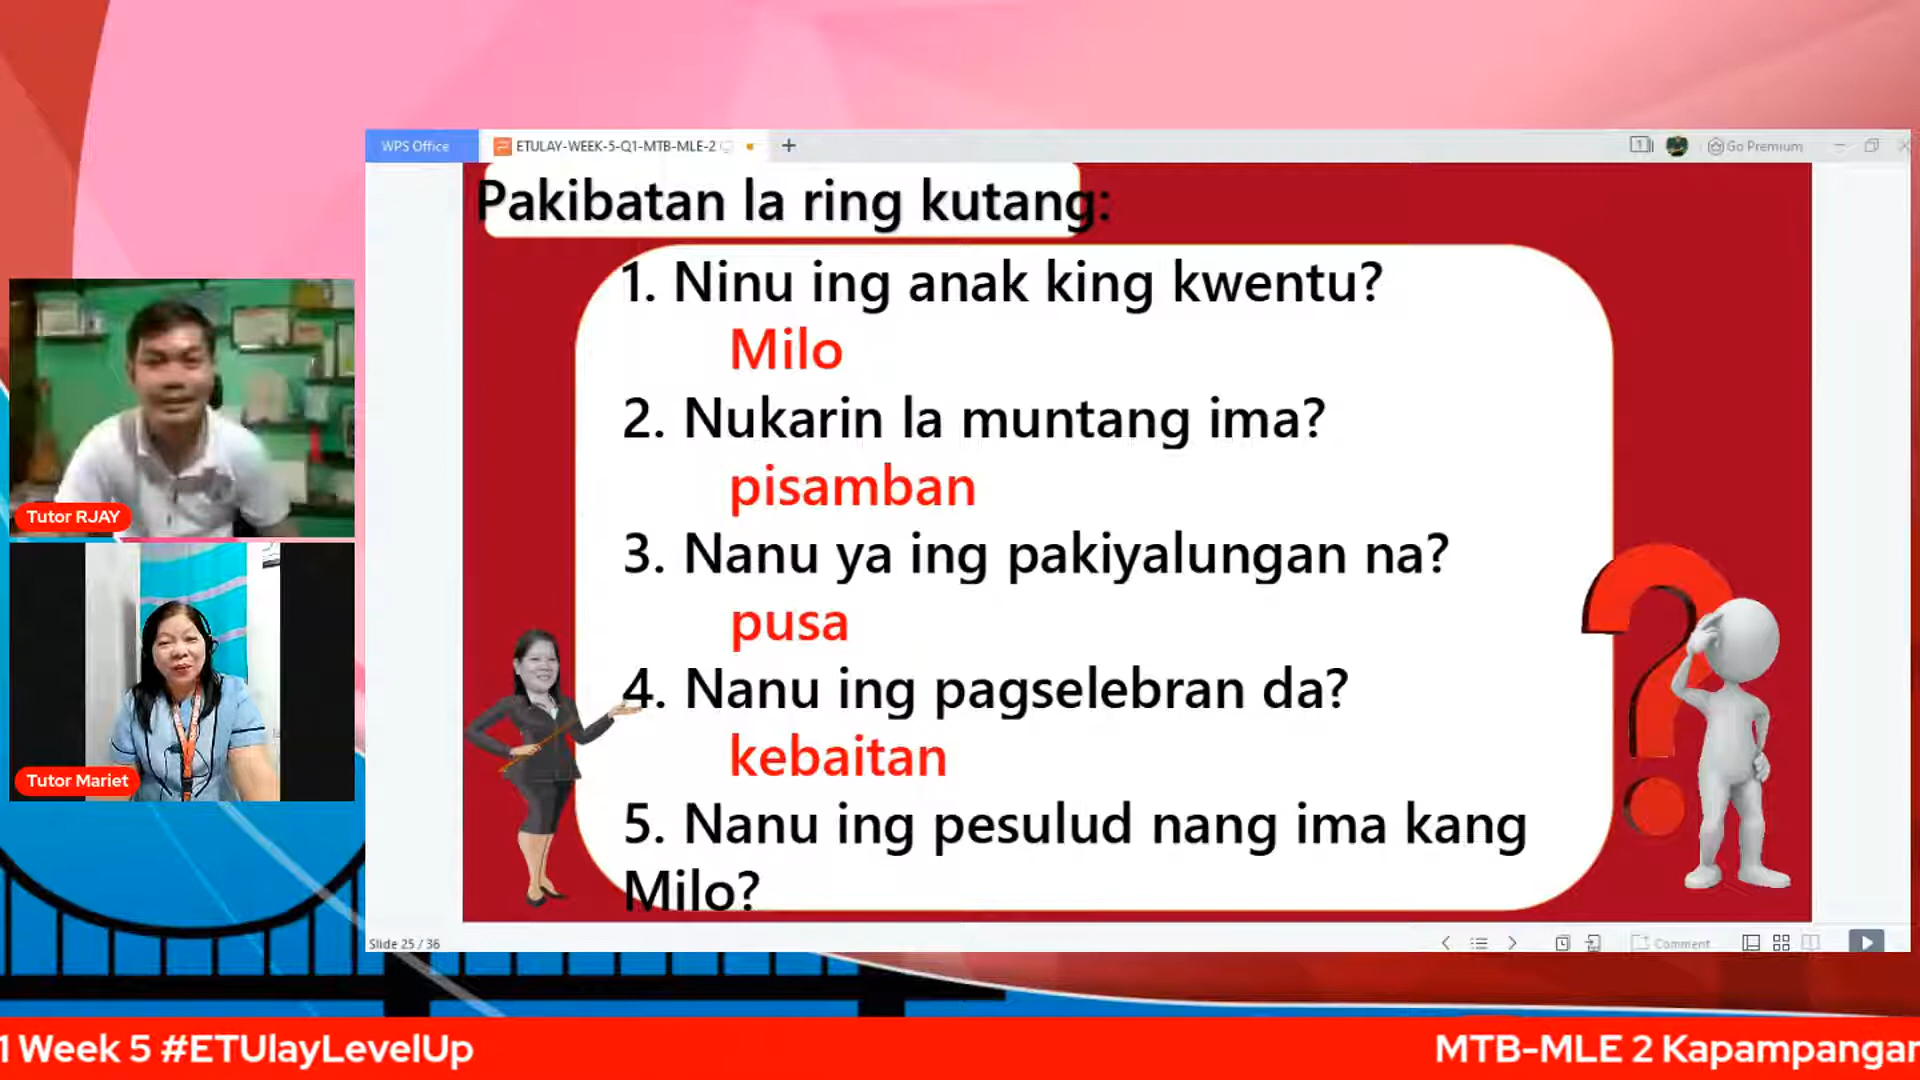 WPS Office
ETULAY-WEEK-5-Q1-MTB-MLE-2
Go Premium
Pakibatan la ring kutang:
1. Ninu ing anak king kwentu?
Milo
2. Nukarin la muntang ima?
pisamban
3. Nanu ya ing pakiyalungan na?
pusa
4. Nanu ing pagselebran da?
kebaitan
5. Nanu ing pesulud nang ima kang
Milo?
Tutor RJAY
Tutor Mariet
Slide 25 / 36
Comment
1 Week 5 #ETUlayLevelUp
MTB-MLE 2 Kapampangan